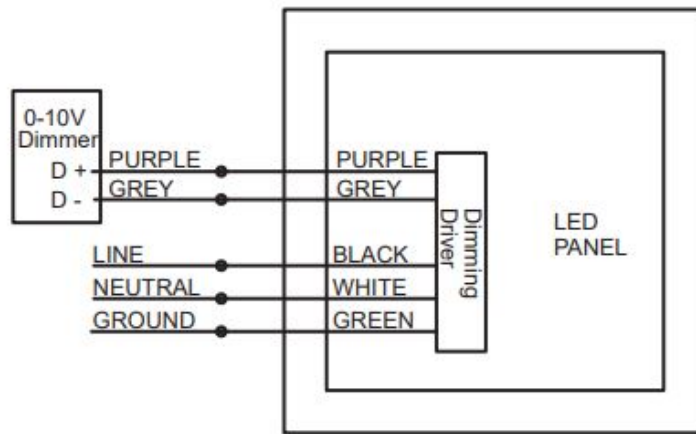 0-10V
Dimmer
D + PURPLE PURPLE
D - GREY GREY
LINE BLACK
NEUTRAL WHITE
GROUND GREEN
Dimming
Driver
LED
PANEL